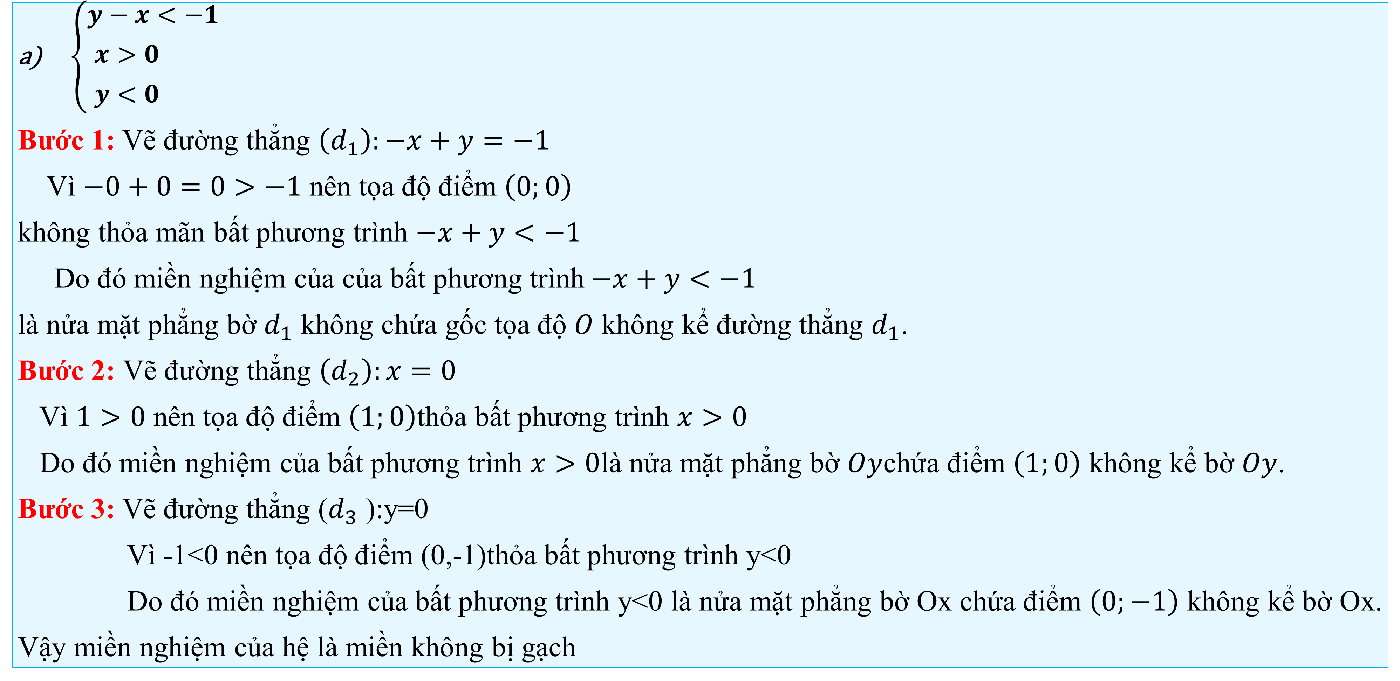 y − x < −1
a) { x > 0
y < 0
Bước 1: Vẽ đường thẳng (d₁): −x + y = −1
Vì −0 + 0 = 0 > −1 nên tọa độ điểm (0; 0)
không thỏa mãn bất phương trình −x + y < −1
Do đó miền nghiệm của của bất phương trình −x + y < −1
là nửa mặt phẳng bờ d₁ không chứa gốc tọa độ O không kể đường thẳng d₁.
Bước 2: Vẽ đường thẳng (d₂): x = 0
Vì 1 > 0 nên tọa độ điểm (1; 0)thỏa bất phương trình x > 0
Do đó miền nghiệm của bất phương trình x > 0là nửa mặt phẳng bờ Oychứa điểm (1; 0) không kể bờ Oy.
Bước 3: Vẽ đường thẳng (d₃ ):y=0
Vì -1<0 nên tọa độ điểm (0,-1)thỏa bất phương trình y<0
Do đó miền nghiệm của bất phương trình y<0 là nửa mặt phẳng bờ Ox chứa điểm (0; −1) không kể bờ Ox.
Vậy miền nghiệm của hệ là miền không bị gạch